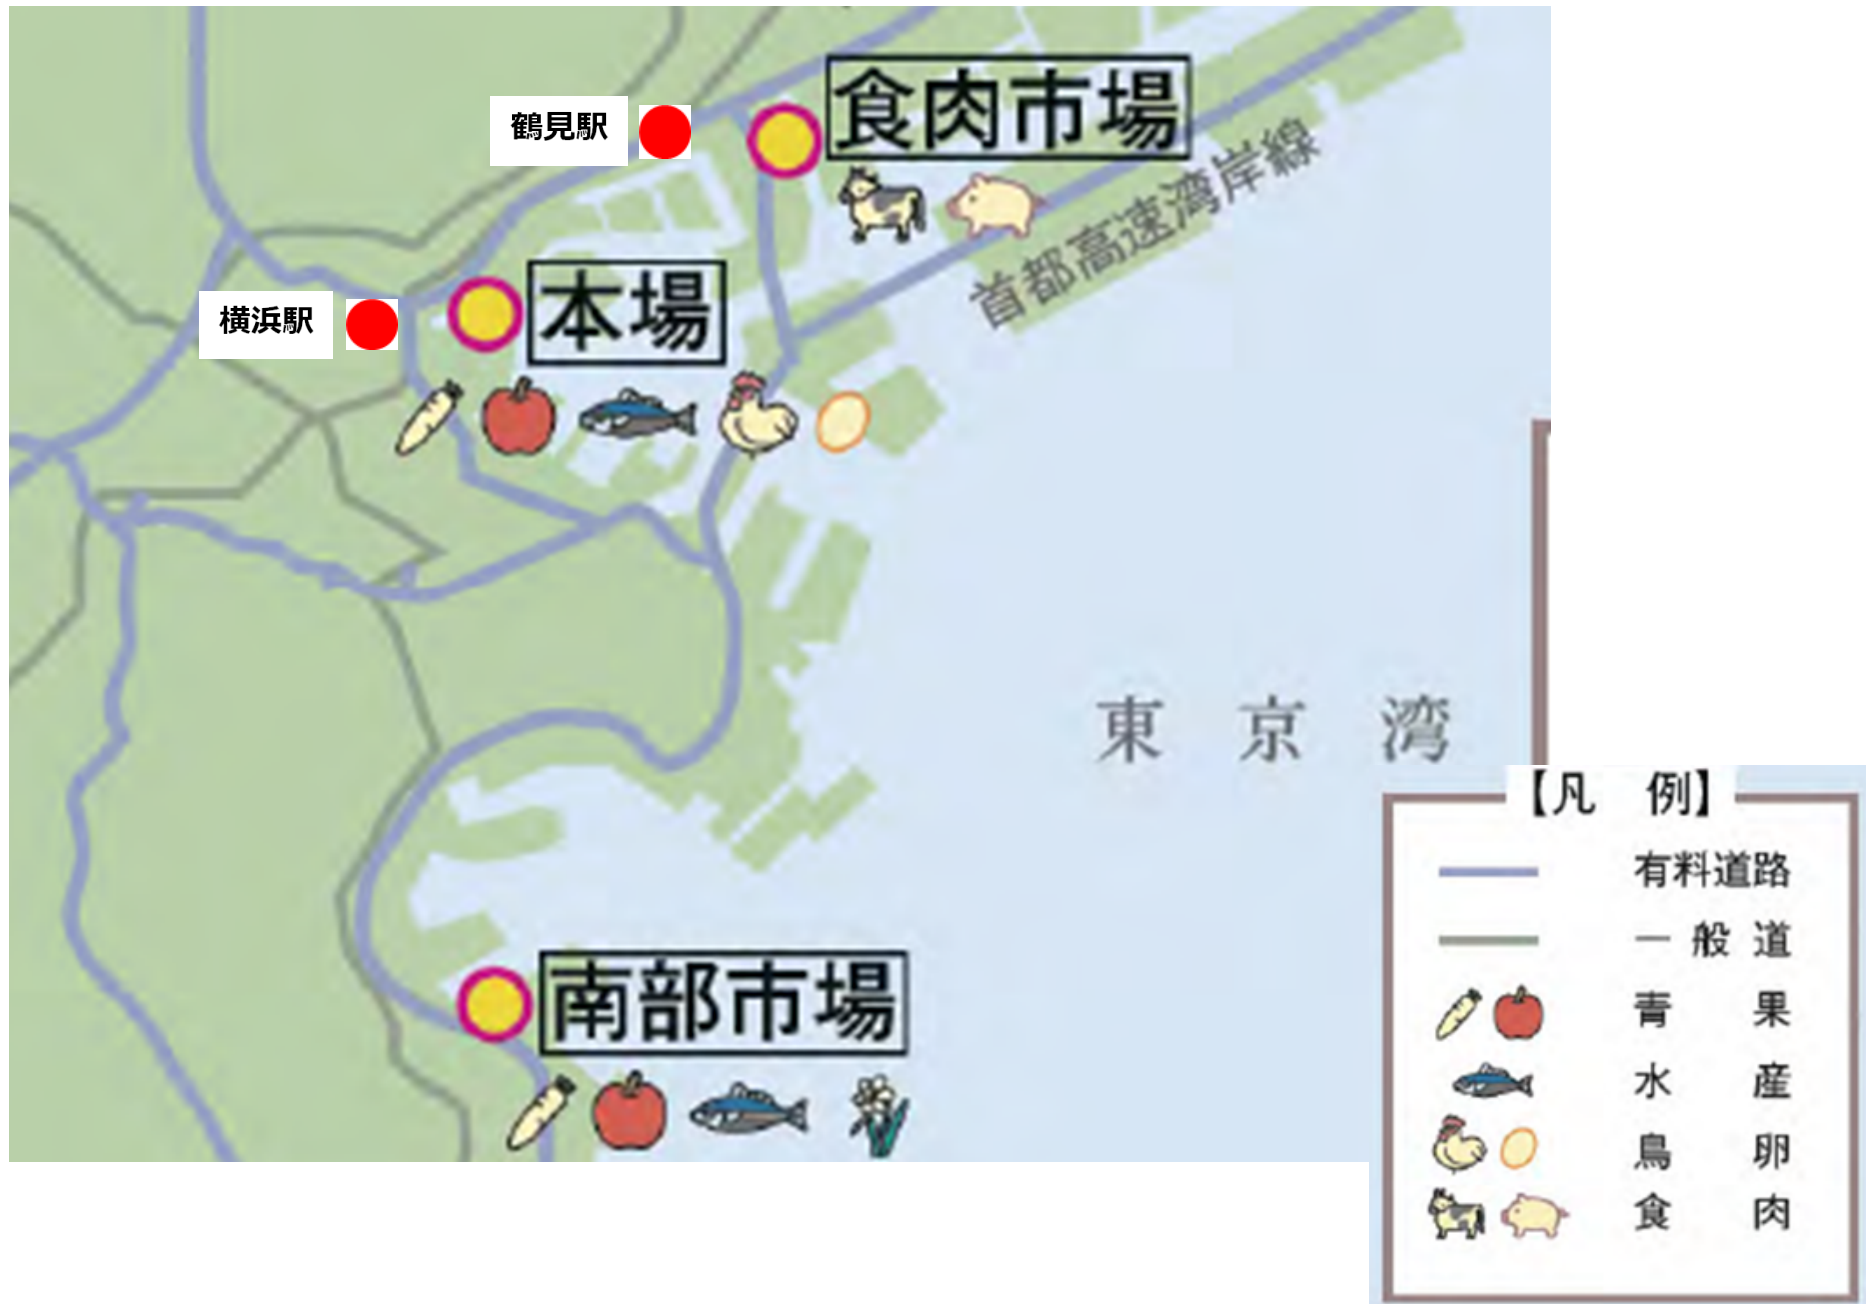 食肉市場
鶴見駅
首都高速湾岸線
本場
横浜駅
東京湾
南部市場
【凡 例】
有料道路
一般道
青果
水産
鳥卵
食肉